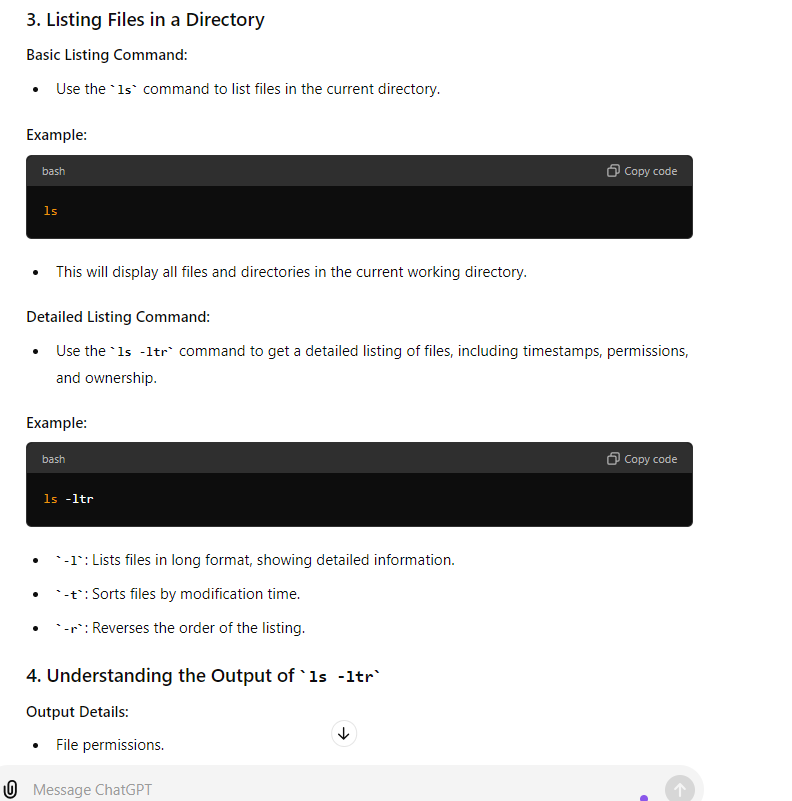 3. Listing Files in a Directory
Basic Listing Command:
• Use the `ls` command to list files in the current directory.
Example:
bash Copy code
ls
• This will display all files and directories in the current working directory.
Detailed Listing Command:
• Use the `ls -ltr` command to get a detailed listing of files, including timestamps, permissions,
and ownership.
Example:
bash Copy code
ls -ltr
• `-l`: Lists files in long format, showing detailed information.
• `-t`: Sorts files by modification time.
• `-r`: Reverses the order of the listing.
4. Understanding the Output of `ls -ltr`
Output Details:
• File permissions.
Message ChatGPT